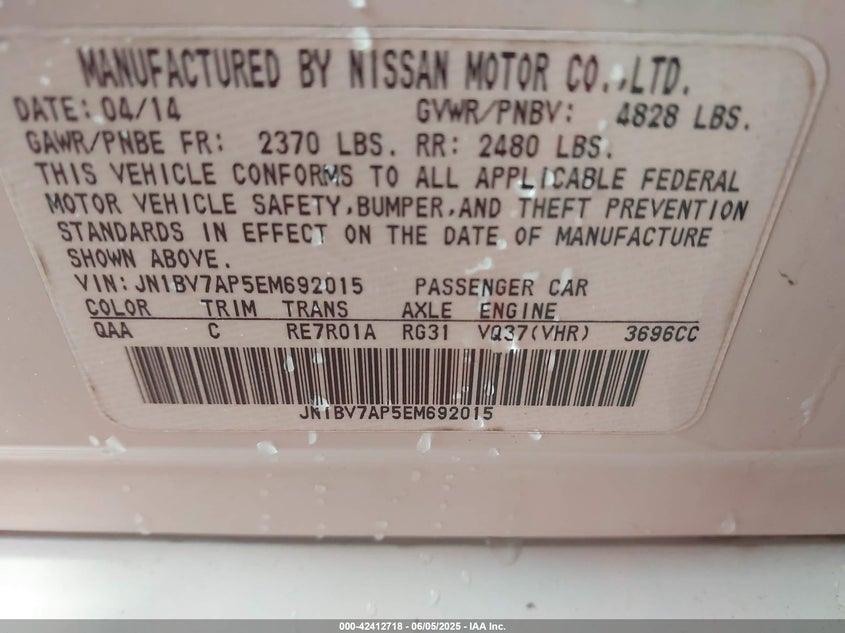 MANUFACTURED BY NISSAN MOTOR CO.,LTD.
DATE: 04/14 GVWR/PNBV: 4828 LBS.
GAWR/PNBE FR: 2370 LBS. RR: 2480 LBS.
THIS VEHICLE CONFORMS TO ALL APPLICABLE FEDERAL
MOTOR VEHICLE SAFETY,BUMPER,AND THEFT PREVENTION
STANDARDS IN EFFECT ON THE DATE OF MANUFACTURE
SHOWN ABOVE.
VIN:JN1BV7AP5EM692015 PASSENGER CAR
COLOR TRIM TRANS AXLE ENGINE
QAA C RE7R01A RG31 VQ37(VHR) 3696CC
JN1BV7AP5EM692015
000-42412718 - 06/05/2025 - IAA Inc.